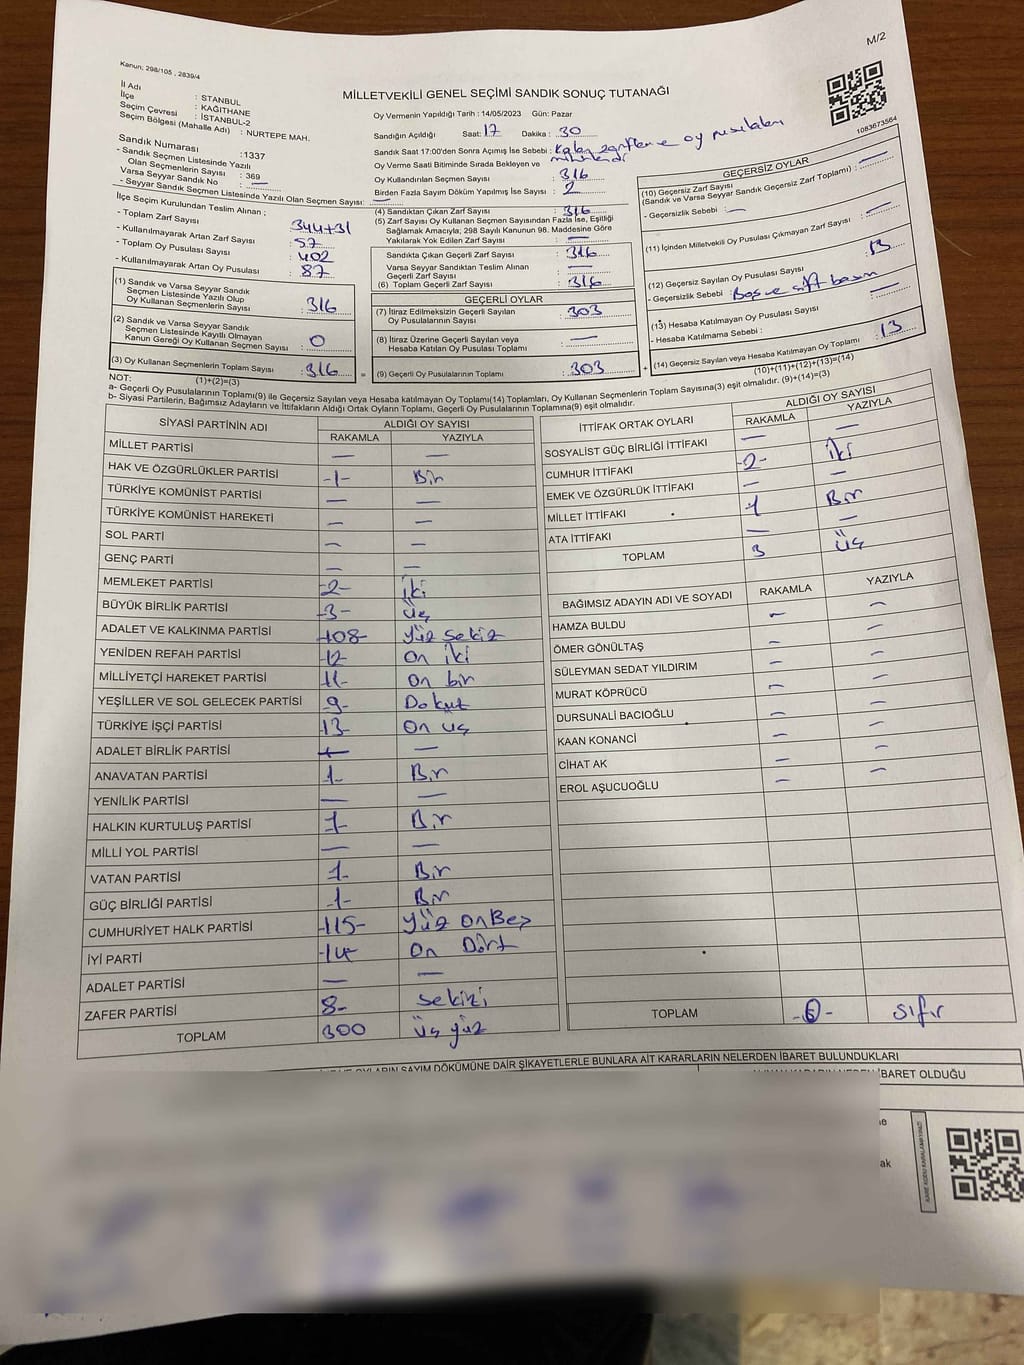 M/2
Kanun; 298/105 , 2839/4
MİLLETVEKİLİ GENEL SEÇİMİ SANDIK SONUÇ TUTANAĞI
1083673564
İl Adı : STANBUL
İlçe : KAĞITHANE
Seçim Çevresi : İSTANBUL-2
Seçim Bölgesi (Mahalle Adı) : NURTEPE MAH.
Sandık Numarası :1337
- Sandık Seçmen Listesinde Yazılı
Olan Seçmenlerin Sayısı : 369
Varsa Seyyar Sandık No : —
- Seyyar Sandık Seçmen Listesinde Yazılı Olan Seçmen Sayısı: —
Oy Vermenin Yapıldığı Tarih : 14/05/2023 Gün: Pazar
Sandığın Açıldığı Saat: 17 Dakika : 30
Sandık Saat 17:00'den Sonra Açımış İse Sebebi : Kalan zarflar ve oy pusulaları
mühürlendi
Oy Verme Saati Bitiminde Sırada Bekleyen ve
Oy Kullandırılan Seçmen Sayısı : 316
Birden Fazla Sayım Döküm Yapılmış İse Sayısı : 2
İlçe Seçim Kurulundan Teslim Alınan ;
- Toplam Zarf Sayısı : 344+31
- Kullanılmayarak Artan Zarf Sayısı : 57
- Toplam Oy Pusulası Sayısı : 402
- Kullanılmayarak Artan Oy Pusulası : 87
(1) Sandık ve Varsa Seyyar Sandık
Seçmen Listesinde Yazılı Olup
Oy Kullanan Seçmenlerin Sayısı : 316
(2) Sandık ve Varsa Seyyar Sandık
Seçmen Listesinde Kayıtlı Olmayan
Kanun Gereği Oy Kullanan Seçmen Sayısı : 0
(3) Oy Kullanan Seçmenlerin Toplam Sayısı : 316
(1)+(2)=(3)
(4) Sandıktan Çıkan Zarf Sayısı : 316
(5) Zarf Sayısı Oy Kullanan Seçmen Sayısından Fazla İse, Eşitliği
Sağlamak Amacıyla; 298 Sayılı Kanunun 98. Maddesine Göre
Yakılarak Yok Edilen Zarf Sayısı : —
Sandıkta Çıkan Geçerli Zarf Sayısı : 316
Varsa Seyyar Sandıktan Teslim Alınan
Geçerli Zarf Sayısı : —
(6) Toplam Geçerli Zarf Sayısı : 316
GEÇERLİ OYLAR
(7) İtiraz Edilmeksizin Geçerli Sayılan
Oy Pusulalarının Sayısı : 303
(8) İtiraz Üzerine Geçerli Sayılan veya
Hesaba Katılan Oy Pusulası Toplamı : —
(9) Geçerli Oy Pusulalarının Toplamı : 303
GEÇERSİZ OYLAR
(10) Geçersiz Zarf Sayısı
(Sandık ve Varsa Seyyar Sandık Geçersiz Zarf Toplamı) : —
- Geçersizlik Sebebi : —
(11) İçinden Milletvekili Oy Pusulası Çıkmayan Zarf Sayısı : —
(12) Geçersiz Sayılan Oy Pusulası Sayısı : 13
- Geçersizlik Sebebi : Boş ve çift basım
(13) Hesaba Katılmayan Oy Pusulası Sayısı : —
- Hesaba Katılmama Sebebi :
(14) Geçersiz Sayılan veya Hesaba Katılmayan Oy Toplamı : 13
(10)+(11)+(12)+(13)=(14)
NOT:
a- Geçerli Oy Pusulalarının Toplamı(9) ile Geçersiz Sayılan veya Hesaba katılmayan Oy Toplamı(14) Toplamları, Oy Kullanan Seçmenlerin Toplam Sayısına(3) eşit olmalıdır. (9)+(14)=(3)
b- Siyasi Partilerin, Bağımsız Adayların ve İttifakların Aldığı Ortak Oyların Toplamı, Geçerli Oy Pusulalarının Toplamına(9) eşit olmalıdır.
SİYASİ PARTİNİN ADI ALDIĞI OY SAYISI
RAKAMLA YAZIYLA
MİLLET PARTİSİ — —
HAK VE ÖZGÜRLÜKLER PARTİSİ -1- Bir
TÜRKİYE KOMÜNİST PARTİSİ — —
TÜRKİYE KOMÜNİST HAREKETİ — —
SOL PARTİ — —
GENÇ PARTİ — —
MEMLEKET PARTİSİ -2- iki
BÜYÜK BİRLİK PARTİSİ -3- Üç
ADALET VE KALKINMA PARTİSİ -108- Yüz sekiz
YENİDEN REFAH PARTİSİ -12 On iki
MİLLİYETÇİ HAREKET PARTİSİ -11- On bir
YEŞİLLER VE SOL GELECEK PARTİSİ -9- Dokuz
TÜRKİYE İŞÇİ PARTİSİ -13- On üç
ADALET BİRLİK PARTİSİ — —
ANAVATAN PARTİSİ 1- Bir
YENİLİK PARTİSİ — —
HALKIN KURTULUŞ PARTİSİ 1- Bir
MİLLİ YOL PARTİSİ — —
VATAN PARTİSİ 1- Bir
GÜÇ BİRLİĞİ PARTİSİ -1- Bir
CUMHURİYET HALK PARTİSİ -115- Yüz on Beş
İYİ PARTİ -14- On Dört
ADALET PARTİSİ — —
ZAFER PARTİSİ 8- sekizi
TOPLAM 300 üç yüz
İTTİFAK ORTAK OYLARI ALDIĞI OY SAYISI
RAKAMLA YAZIYLA
SOSYALİST GÜÇ BİRLİĞİ İTTİFAKI — —
CUMHUR İTTİFAKI -2- iki
EMEK VE ÖZGÜRLÜK İTTİFAKI — —
MİLLET İTTİFAKI -1 Bir
ATA İTTİFAKI — —
TOPLAM 3 Üç
BAĞIMSIZ ADAYIN ADI VE SOYADI RAKAMLA YAZIYLA
HAMZA BULDU — —
ÖMER GÖNÜLTAŞ — —
SÜLEYMAN SEDAT YILDIRIM — —
MURAT KÖPRÜCÜ — —
DURSUNALİ BACIOĞLU — —
KAAN KONANCİ — —
CİHAT AK — —
EROL AŞUCUOĞLU — —
TOPLAM -0- sıfır
OYLARIN SAYIM DÖKÜMÜNE DAİR ŞİKAYETLERLE BUNLARA AİT KARARLARIN NELERDEN İBARET BULUNDUKLARI
İBARET OLDUĞU